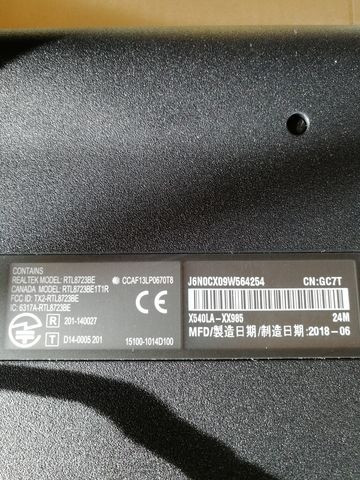 CONTAINS
REALTEK MODEL: RTL8723BE
CANADA MODEL: RTL8723BE1T1R
FCC ID: TX2-RTL8723BE
IC: 6317A-RTL8723BE
CCAF13LP0670T8
CE
R 201-140027
T D14-0005 201
15100-1014D100
J6N0CX09W564254 CN:GC7T
X540LA-XX985 24M
MFD/製造日期/制造日期:2018-06